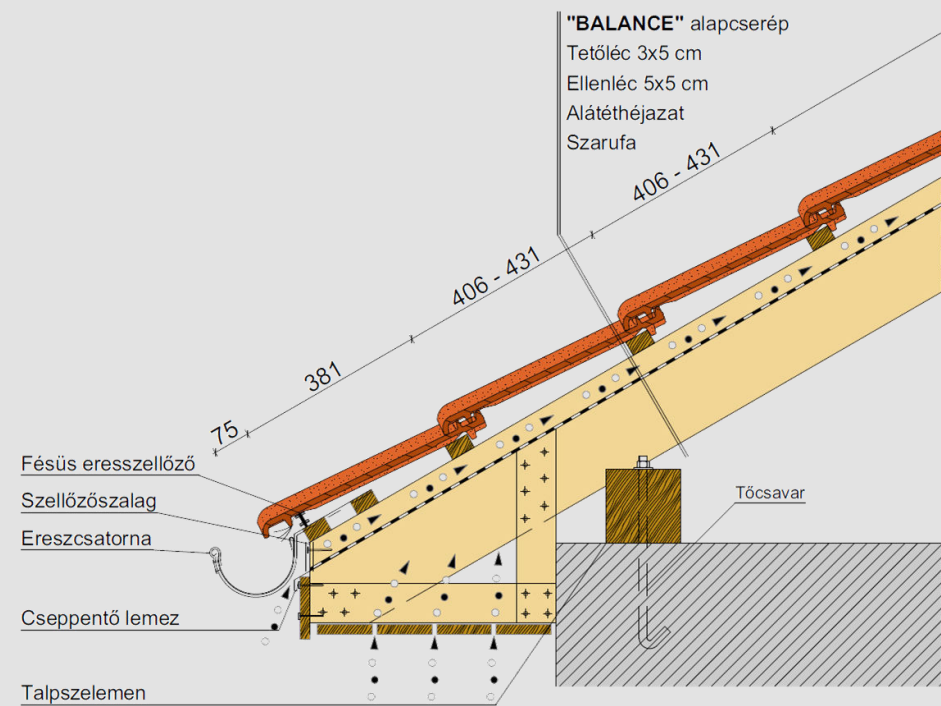 "BALANCE" alapcserép
Tetőléc 3x5 cm
Ellenléc 5x5 cm
Alátéthéjazat
Szarufa
406 - 431
406 - 431
381
75
Fésüs eresszellőző
Szellőzőszalag
Ereszcsatorna
Cseppentő lemez
Talpszelemen
Tőcsavar